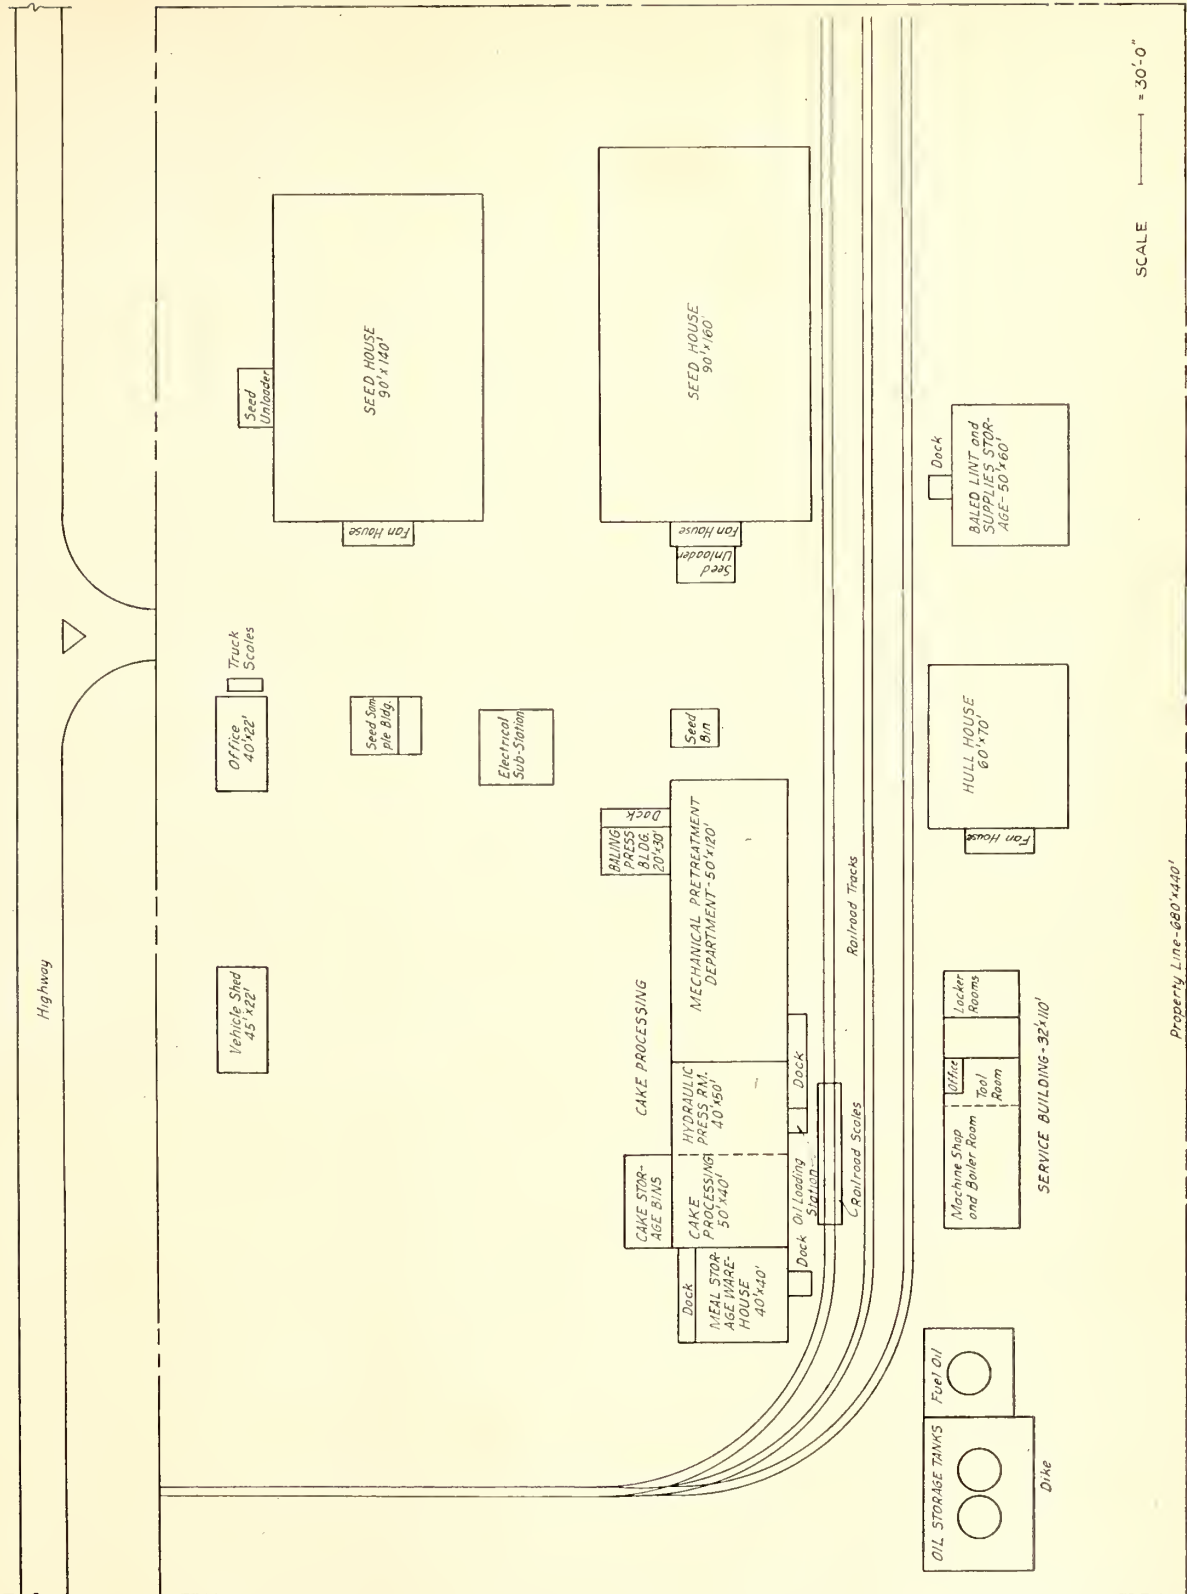 Highway
Vehicle Shed
45'x22'
Office
40'x22'
Truck
Scales
Seed
Unloader
Seed Sam-
ple Bldg.
Fan House
SEED HOUSE
90'x140'
Electrical
Sub-Station
CAKE PROCESSING
BALING
PRESS
BLDG.
20'x30'
Dock
CAKE STOR-
AGE BINS
Dock
MEAL STOR-
AGE WARE-
HOUSE
40'x40'
CAKE
PROCESSING
50'x40'
HYDRAULIC
PRESS RM.
40'x50'
MECHANICAL PRETREATMENT
DEPARTMENT-50'x120'
Seed
Bin
Seed
Unloader
Fan House
SEED HOUSE
90'x160'
Dock
Oil Loading
Station
Dock
Railroad Scales
Railroad Tracks
OIL STORAGE TANKS
Fuel Oil
Dike
Machine Shop
and Boiler Room
Office
Tool
Room
Locker
Rooms
SERVICE BUILDING-32'x110'
Fan House
HULL HOUSE
60'x70'
Dock
BALED LINT and
SUPPLIES STOR-
AGE-50'x60'
SCALE = 30'-0"
Property Line-680'x440'